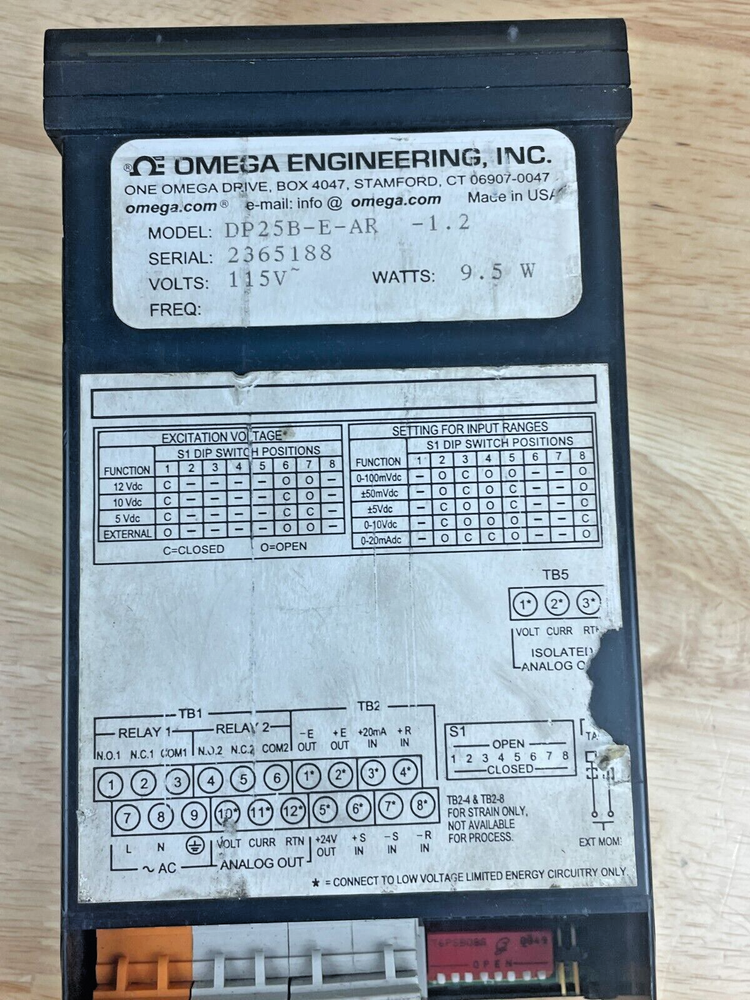 ®ΩE OMEGA ENGINEERING, INC.
ONE OMEGA DRIVE, BOX 4047, STAMFORD, CT 06907-0047
omega.com® e-mail: info @ omega.com Made in USA
MODEL: DP25B-E-AR -1.2
SERIAL: 2365188
VOLTS: 115V~ WATTS: 9.5 W
FREQ:
EXCITATION VOLTAGE*
S1 DIP SWITCH POSITIONS
FUNCTION 1 2 3 4 5 6 7 8
12 Vdc C – – – – O O –
10 Vdc C – – – – C O –
5 Vdc C – – – – C C –
EXTERNAL O – – – – O O –
C=CLOSED O=OPEN
SETTING FOR INPUT RANGES
S1 DIP SWITCH POSITIONS
FUNCTION 1 2 3 4 5 6 7 8
0-100mVdc – O C O O – – O
±50mVdc – O O O C – – O
±5Vdc – C O O C – – C
0-10Vdc – C O O O – – C
0-20mAdc – O C C O – – O
TB5
1* 2* 3*
VOLT CURR
ISOLATED
ANALOG
TB1 TB2
RELAY 1 RELAY 2
–E OUT +E OUT +20mA IN +R IN
N.O.1 N.C.1 COM1 N.O.2 N.C.2 COM2
1 2 3 4 5 6 1* 2* 3* 4*
7 8 9 10* 11* 12* 5* 6* 7* 8*
L N VOLT CURR RTN +24V OUT +S IN –S IN –R IN
~ AC ANALOG OUT
S1
OPEN
1 2 3 4 5 6 7 8
CLOSED
TB2-4 & TB2-8
FOR STRAIN ONLY,
NOT AVAILABLE
FOR PROCESS.
EXT MOM
* = CONNECT TO LOW VOLTAGE LIMITED ENERGY CIRCUITRY ONLY
OPEN